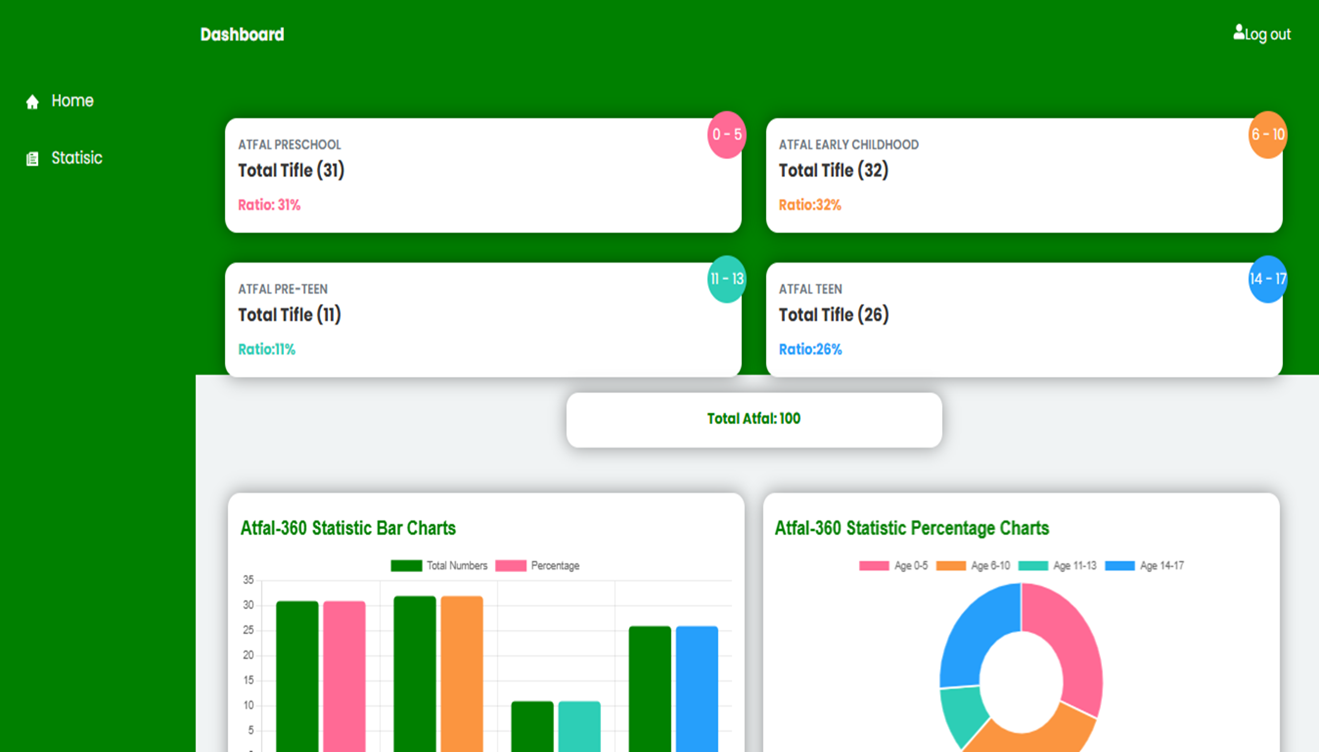 Dashboard
Log out
Home
Statisic
ATFAL PRESCHOOL
0 - 5
Total Tifle (31)
Ratio: 31%
ATFAL EARLY CHILDHOOD
6 - 10
Total Tifle (32)
Ratio:32%
ATFAL PRE-TEEN
11 - 13
Total Tifle (11)
Ratio:11%
ATFAL TEEN
14 - 17
Total Tifle (26)
Ratio:26%
Total Atfal: 100
Atfal-360 Statistic Bar Charts
Total Numbers Percentage
35
30
25
20
15
10
5
Atfal-360 Statistic Percentage Charts
Age 0-5 Age 6-10 Age 11-13 Age 14-17